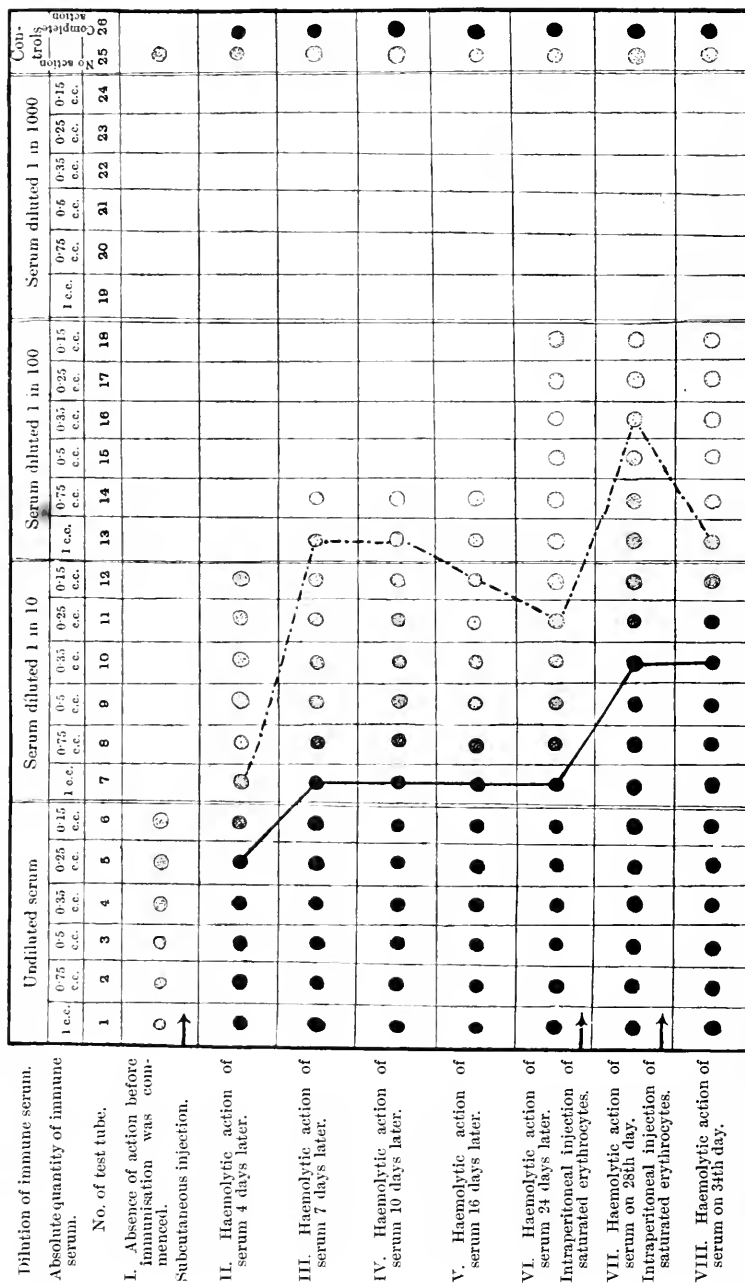 Dilution of immune serum.
Undiluted serum
Serum diluted 1 in 10
Serum diluted 1 in 100
Serum diluted 1 in 1000
Con-
trols
Absolute quantity of immune
serum.
1 c.c.
0·75
c.c.
0·5
c.c.
0·35
c.c.
0·25
c.c.
0·15
c.c.
1 c.c.
0·75
c.c.
0·5
c.c.
0·35
c.c.
0·25
c.c.
0·15
c.c.
1 c.c.
0·75
c.c.
0·5
c.c.
0·35
c.c.
0·25
c.c.
0·15
c.c.
1 c.c.
0·75
c.c.
0·5
c.c.
0·35
c.c.
0·25
c.c.
0·15
c.c.
No action
Complete
action
No. of test tube.
1 2 3 4 5 6 7 8 9 10 11 12 13 14 15 16 17 18 19 20 21 22 23 24 25 26
I. Absence of action before
immunisation was com-
menced.
Subcutaneous injection.
II. Haemolytic action of
serum 4 days later.
III. Haemolytic action of
serum 7 days later.
IV. Haemolytic action of
serum 10 days later.
V. Haemolytic action of
serum 16 days later.
VI. Haemolytic action of
serum 24 days later.
Intraperitoneal injection of
saturated erythrocytes.
VII. Haemolytic action of
serum on 28th day.
Intraperitoneal injection of
saturated erythrocytes.
VIII. Haemolytic action of
serum on 34th day.